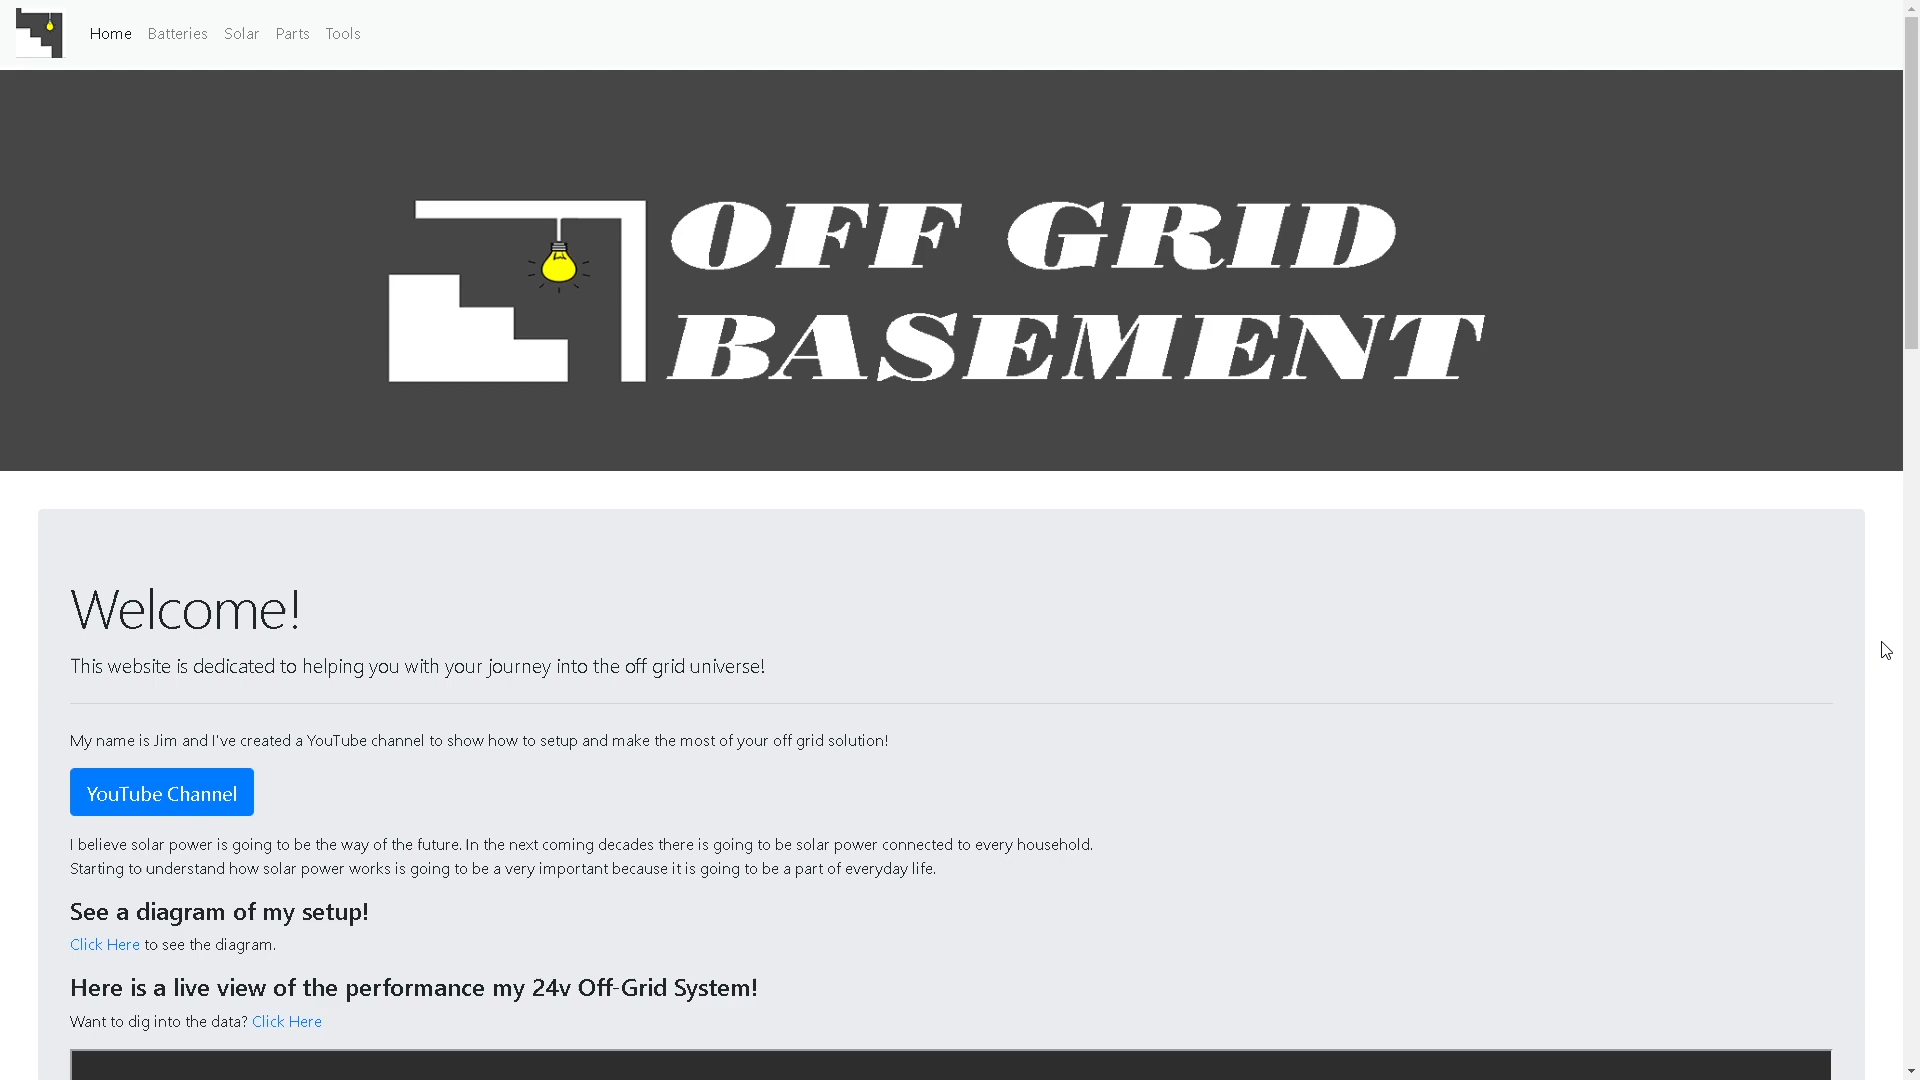 Home Batteries Solar Parts Tools
OFF GRID
BASEMENT
Welcome!
This website is dedicated to helping you with your journey into the off grid universe!
My name is Jim and I've created a YouTube channel to show how to setup and make the most of your off grid solution!
YouTube Channel
I believe solar power is going to be the way of the future. In the next coming decades there is going to be solar power connected to every household.
Starting to understand how solar power works is going to be a very important because it is going to be a part of everyday life.
See a diagram of my setup!
Click Here to see the diagram.
Here is a live view of the performance my 24v Off-Grid System!
Want to dig into the data? Click Here